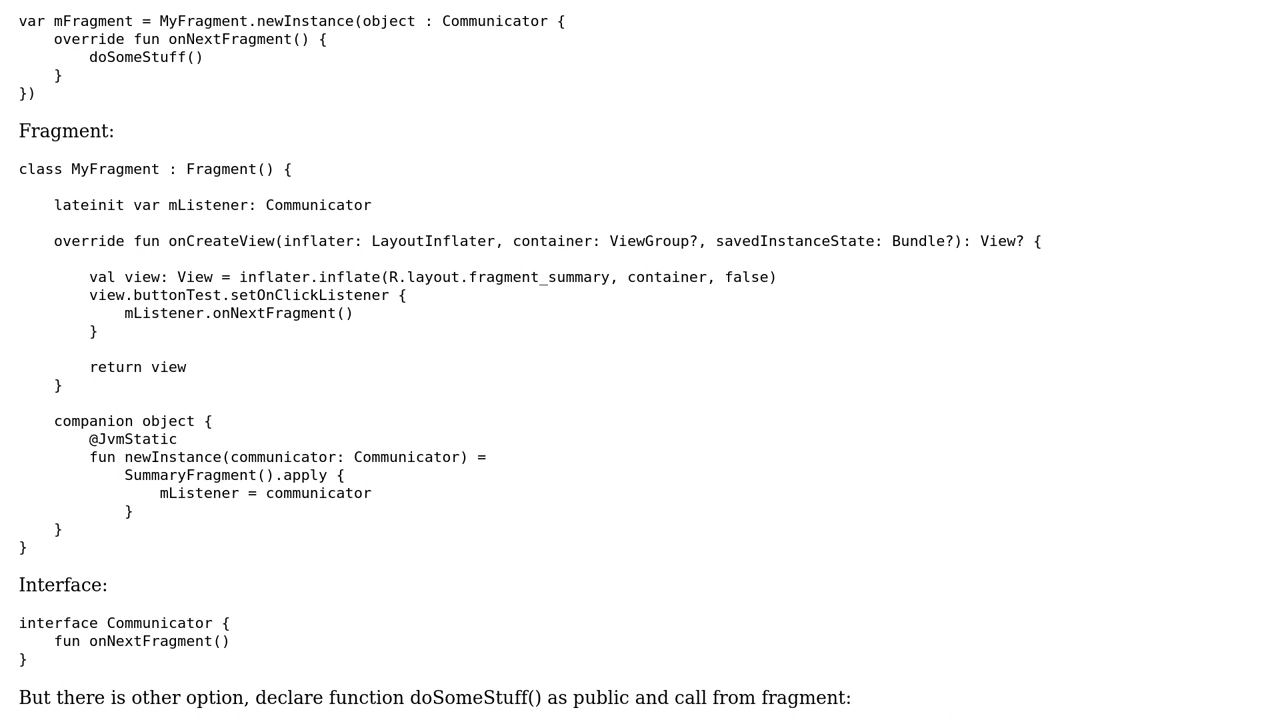 var mFragment = MyFragment.newInstance(object : Communicator {
    override fun onNextFragment() {
        doSomeStuff()
    }
})
Fragment:
class MyFragment : Fragment() {
    lateinit var mListener: Communicator
    override fun onCreateView(inflater: LayoutInflater, container: ViewGroup?, savedInstanceState: Bundle?): View? {
        val view: View = inflater.inflate(R.layout.fragment_summary, container, false)
        view.buttonTest.setOnClickListener {
            mListener.onNextFragment()
        }
        return view
    }
    companion object {
        @JvmStatic
        fun newInstance(communicator: Communicator) =
            SummaryFragment().apply {
                mListener = communicator
            }
    }
}
Interface:
interface Communicator {
    fun onNextFragment()
}
But there is other option, declare function doSomeStuff() as public and call from fragment: